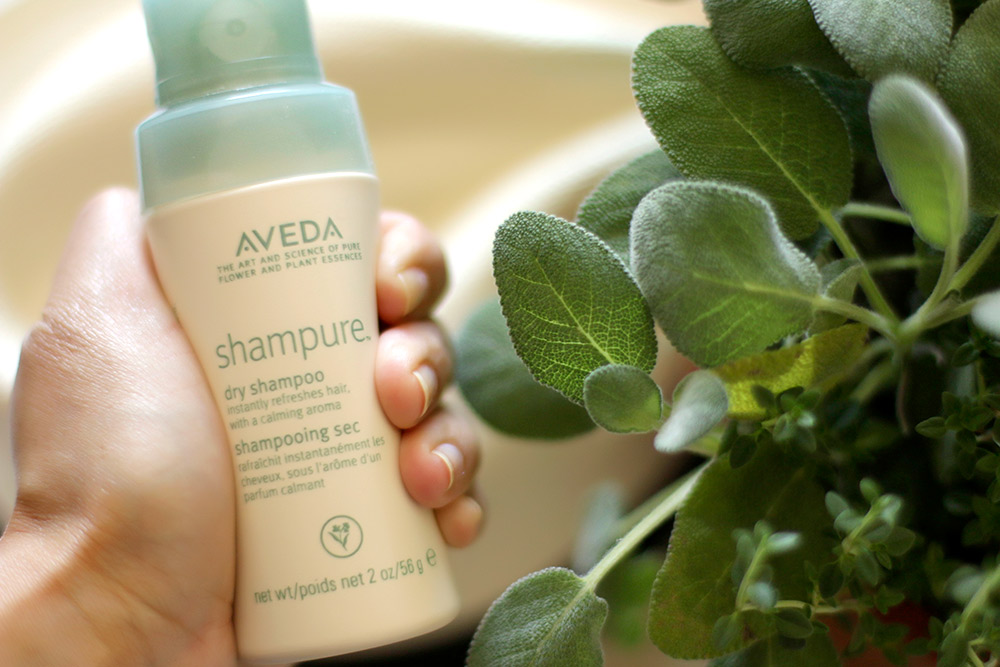 AVEDA
THE ART AND SCIENCE OF PURE
FLOWER AND PLANT ESSENCES
shampure™
dry shampoo
instantly refreshes hair,
with a calming aroma
shampooing sec
rafraîchit instantanément les
cheveux, sous l'arôme d'un
parfum calmant
net wt/poids net 2 oz/56 g ℮